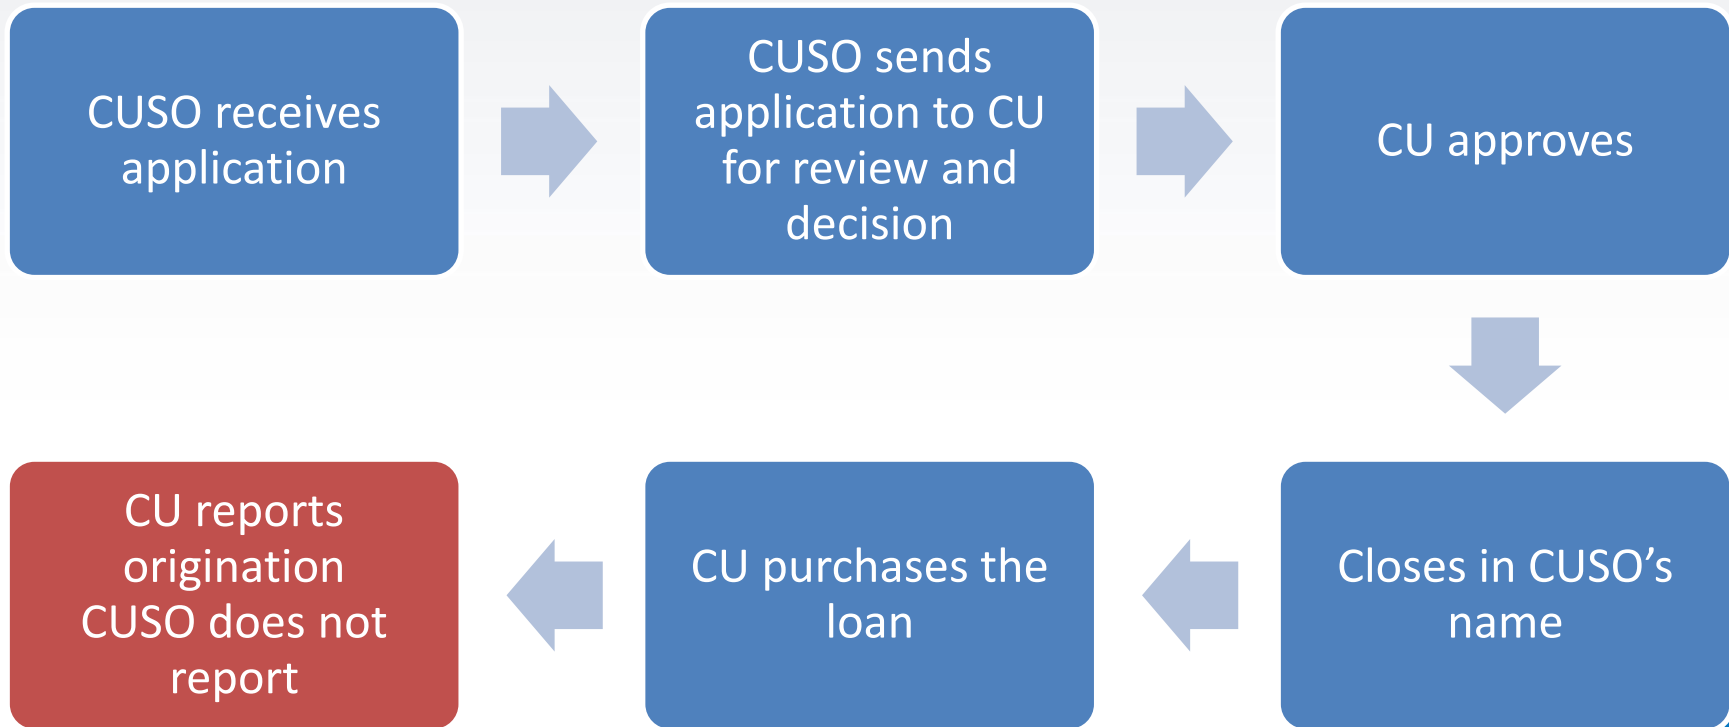 CUSO receives
application
CUSO sends
application to CU
for review and
decision
CU approves
Closes in CUSO’s
name
CU purchases the
loan
CU reports
origination
CUSO does not
report